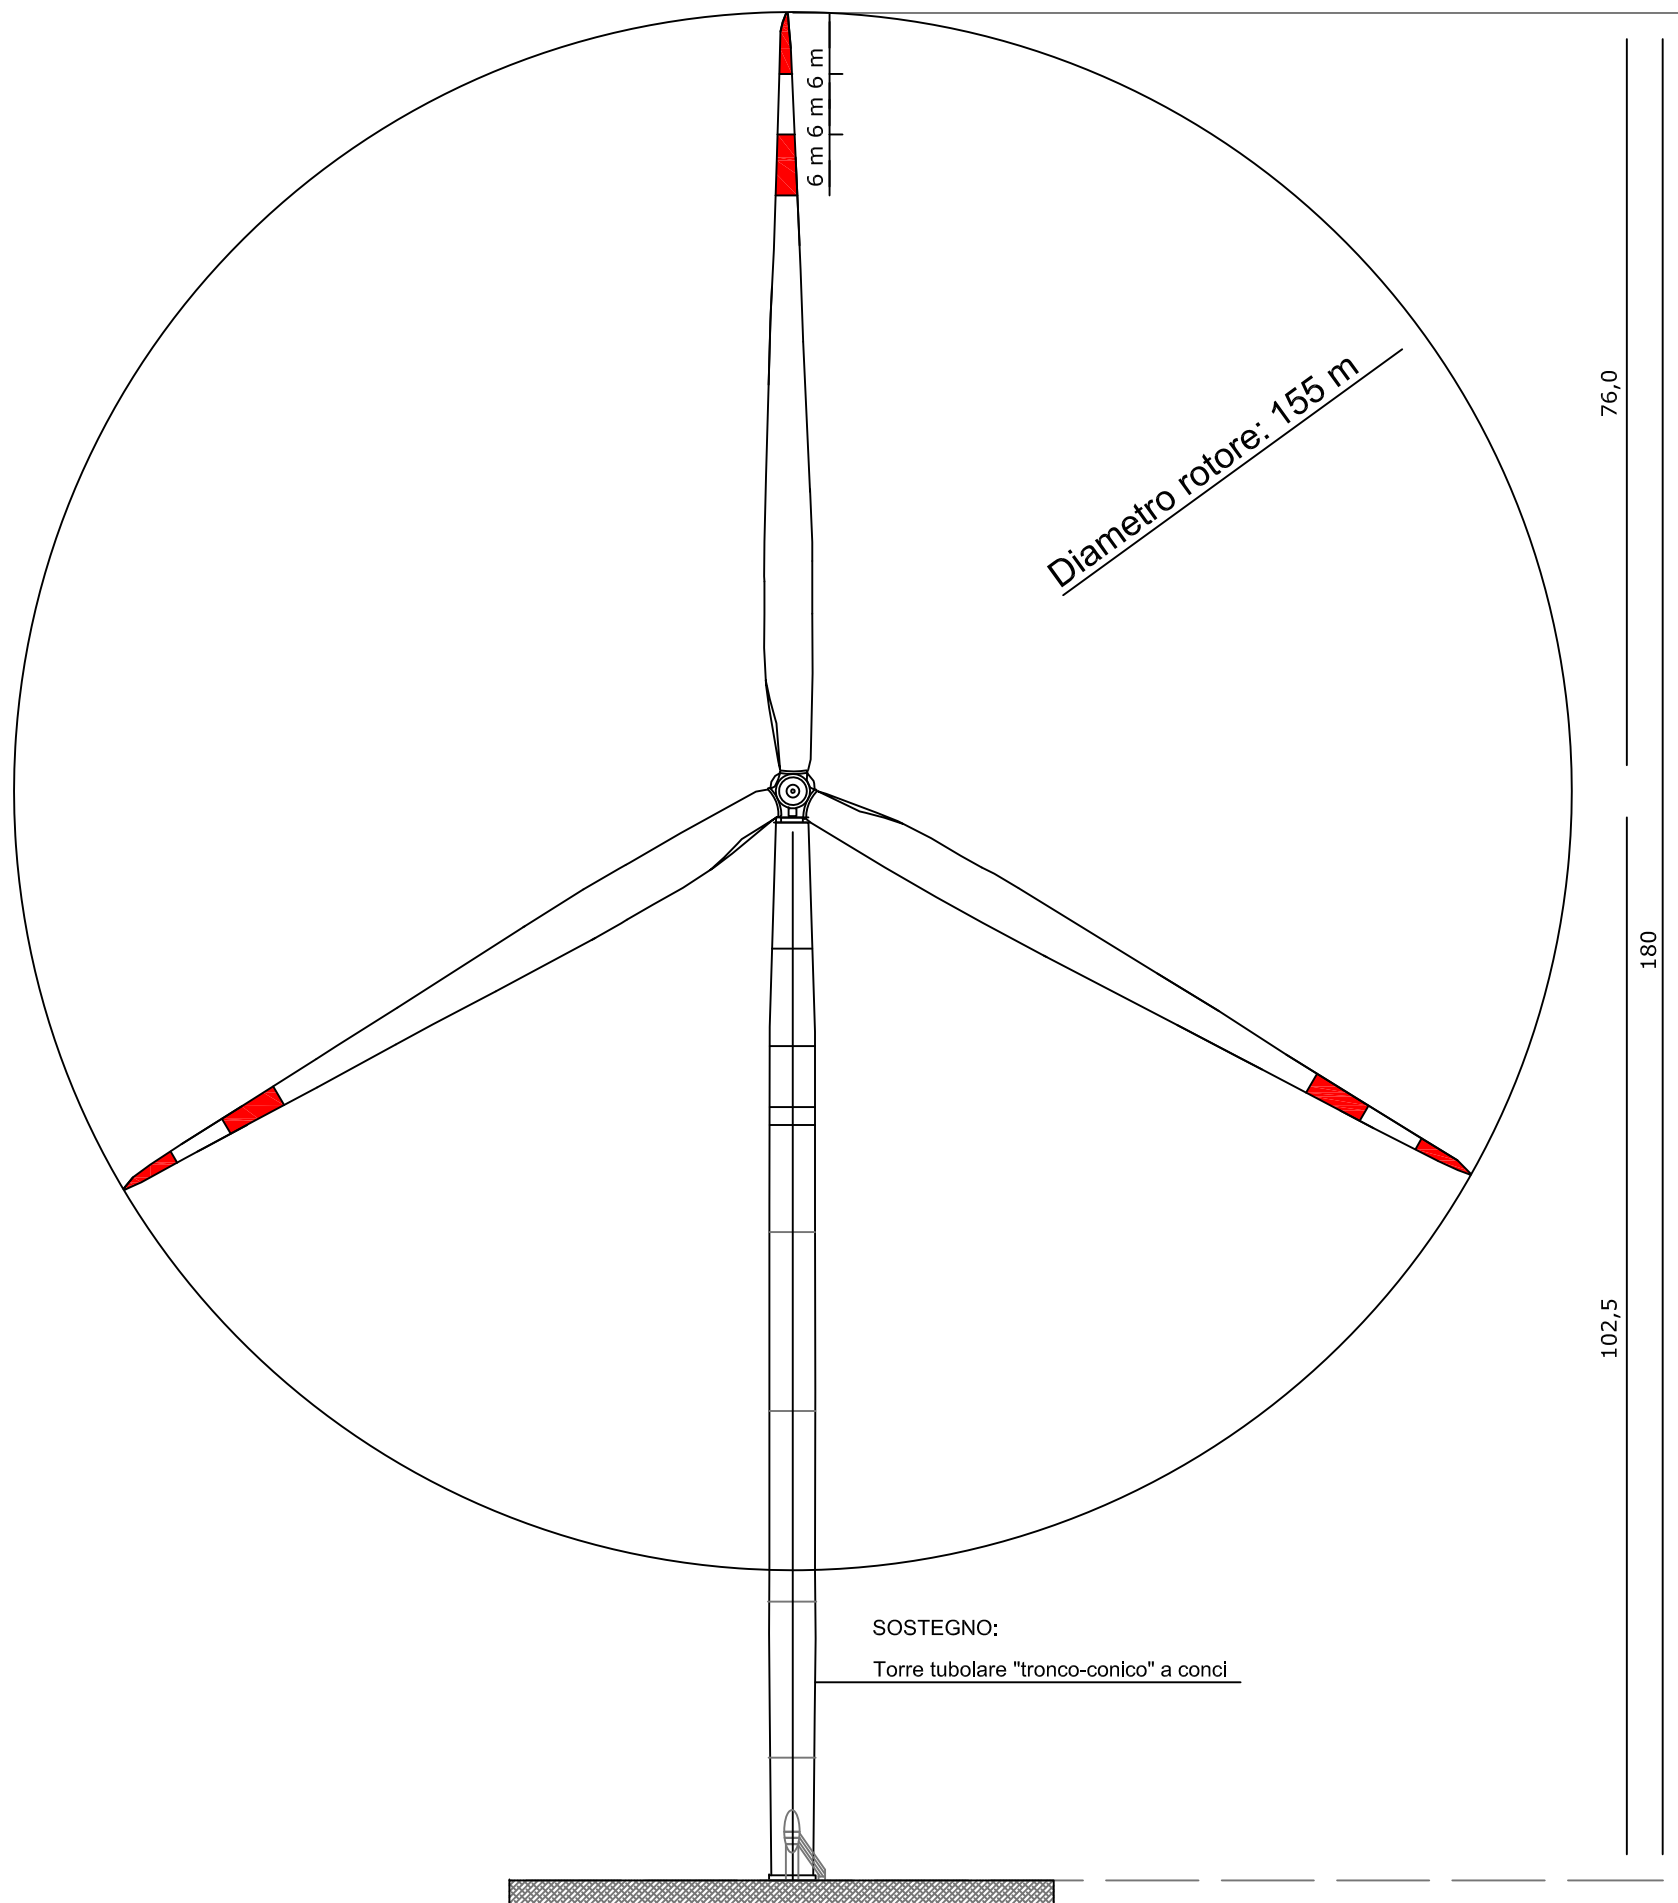 6 m 6 m 6 m
Diametro rotore: 155 m
76,0
180
102,5
SOSTEGNO:
Torre tubolare "tronco-conico" a conci